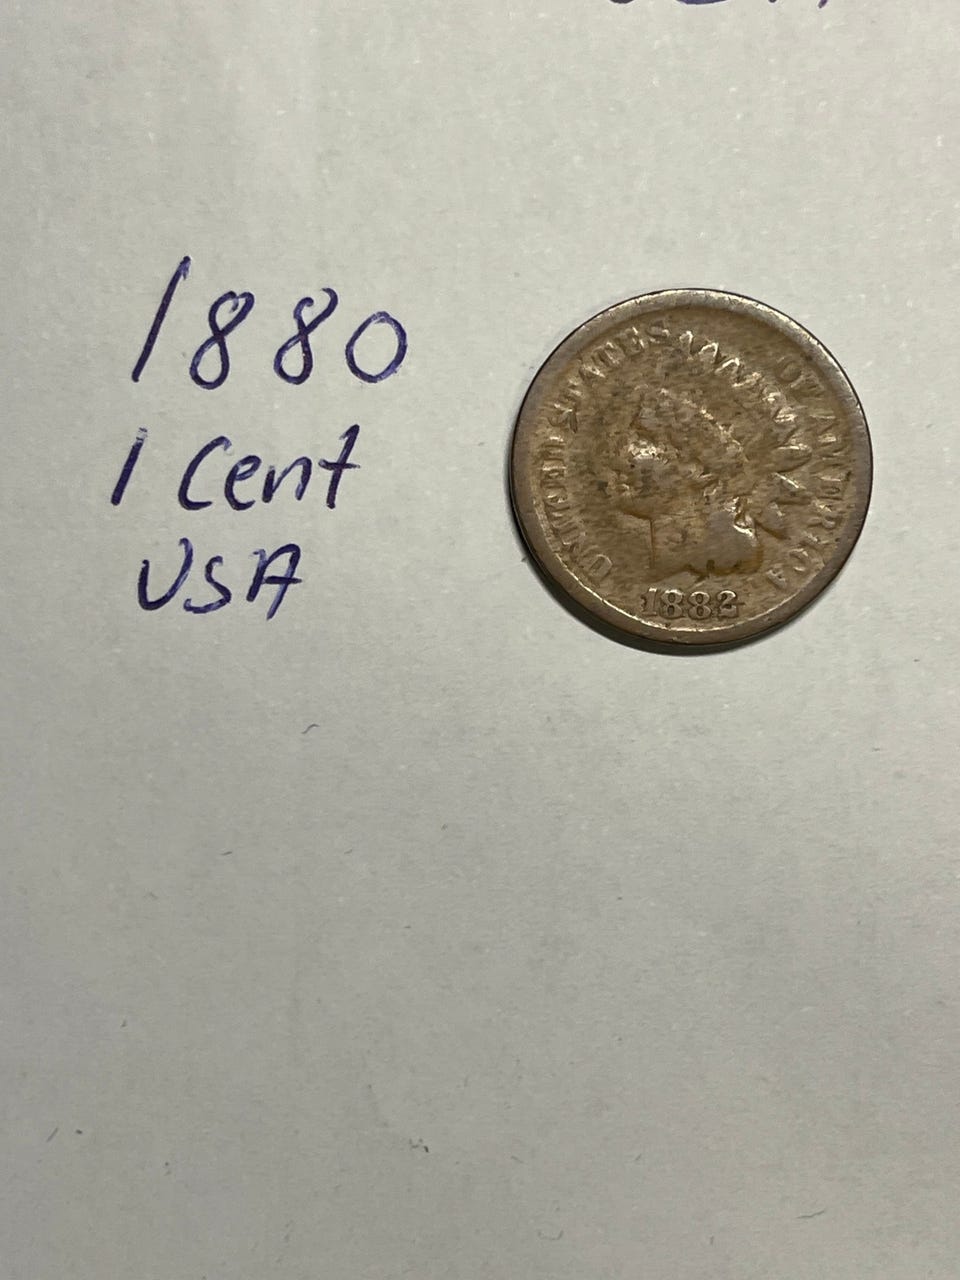 1880
1 Cent
USA
UNITED STATES OF AMERICA
1882